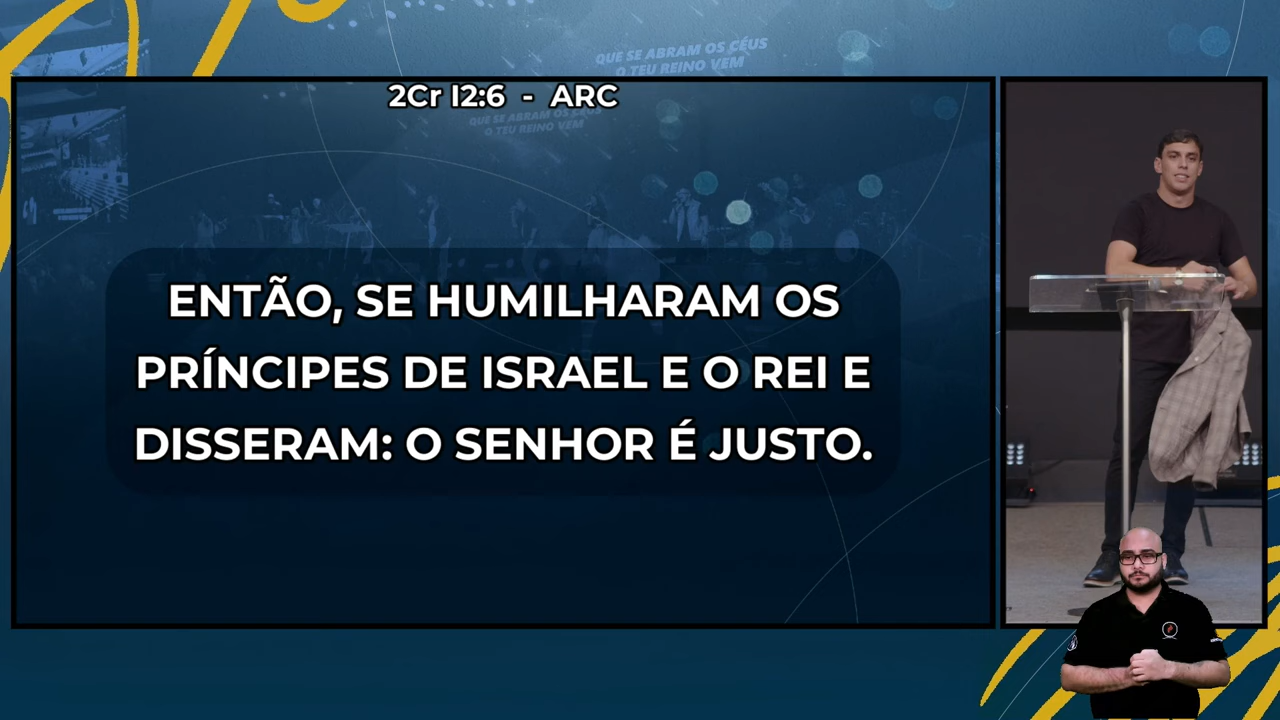 QUE SE ABRAM OS CÉUS
O TEU REINO VEM
2Cr I2:6 - ARC
QUE SE ABRAM OS CÉUS
O TEU REINO VEM
ENTÃO, SE HUMILHARAM OS
PRÍNCIPES DE ISRAEL E O REI E
DISSERAM: O SENHOR É JUSTO.